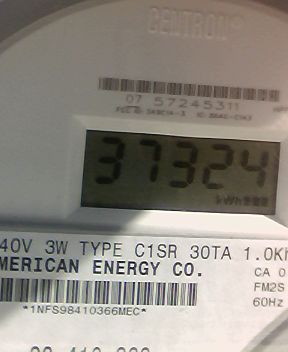 CENTRON®
07 57245311
37324
kWh
40V 3W TYPE C1SR 30TA 1.0Kh
MERICAN ENERGY CO.
CA 0
FM2S
60Hz
*1NFS98410366MEC*